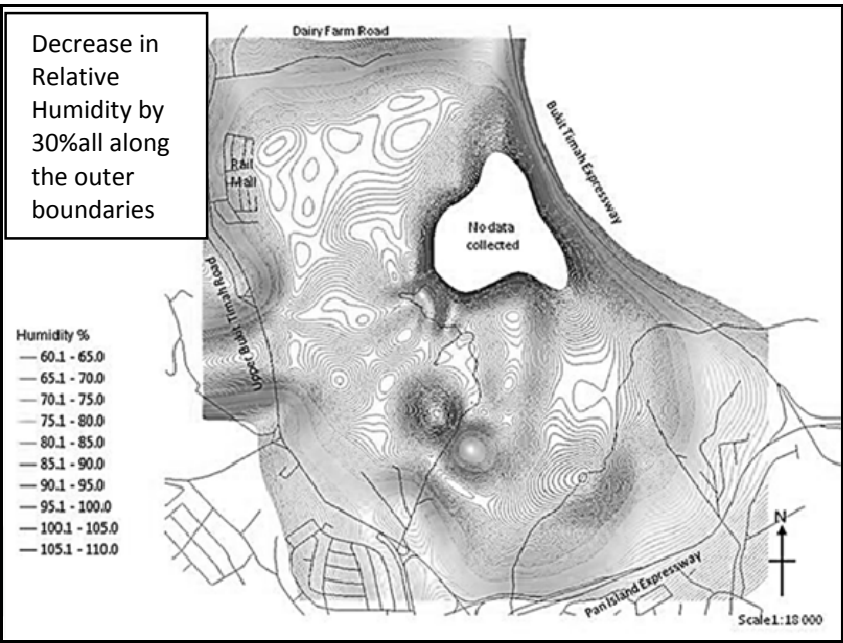 Decrease in
Relative
Humidity by
30%all along
the outer
boundaries
Dairy Farm Road
Bukit Timah Expressway
Rail
Mall
No data
collected
Upper Bukit Timah Road
Humidity %
60.1 - 65.0
65.1 - 70.0
70.1 - 75.0
75.1 - 80.0
80.1 - 85.0
85.1 - 90.0
90.1 - 95.0
95.1 - 100.0
100.1 - 105.0
105.1 - 110.0
N
Pan Island Expressway
Scale1:18 000